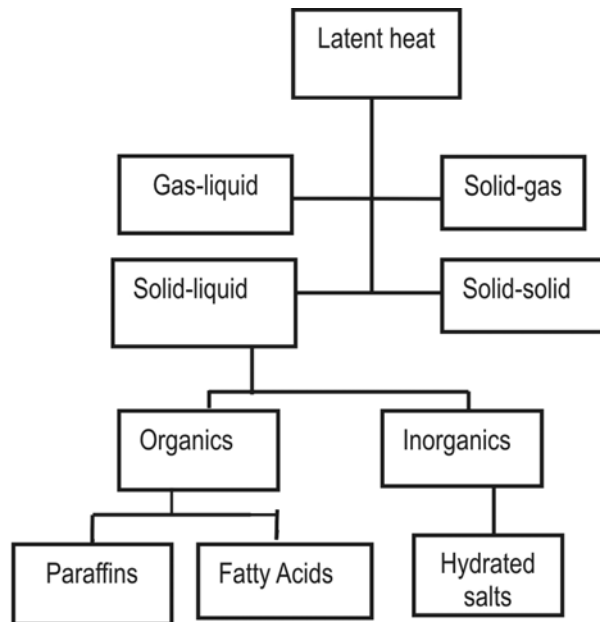 Latent heat
Gas-liquid
Solid-gas
Solid-liquid
Solid-solid
Organics
Inorganics
Paraffins
Fatty Acids
Hydrated
salts